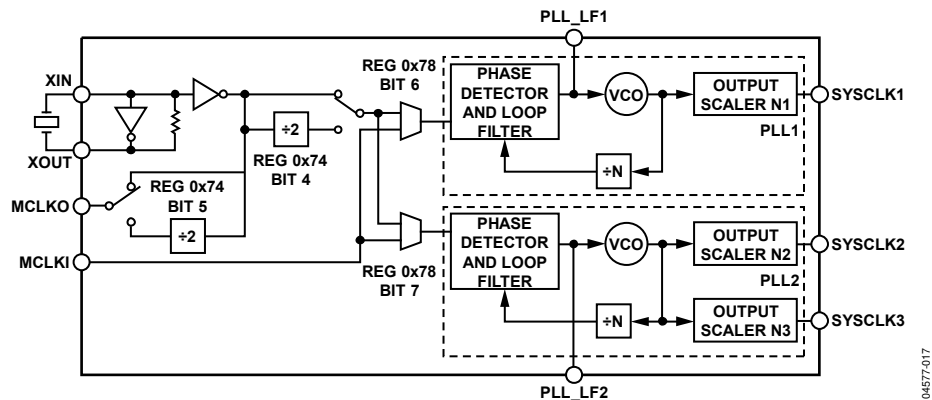 PLL_LF1
XIN
XOUT
MCLKO
MCLKI
REG 0x74
BIT 5
÷2
÷2
REG 0x74
BIT 4
REG 0x78
BIT 6
REG 0x78
BIT 7
PHASE
DETECTOR
AND LOOP
FILTER
VCO
OUTPUT
SCALER N1
PLL1
÷N
SYSCLK1
PHASE
DETECTOR
AND LOOP
FILTER
VCO
OUTPUT
SCALER N2
PLL2
÷N
OUTPUT
SCALER N3
SYSCLK2
SYSCLK3
PLL_LF2
04577-017